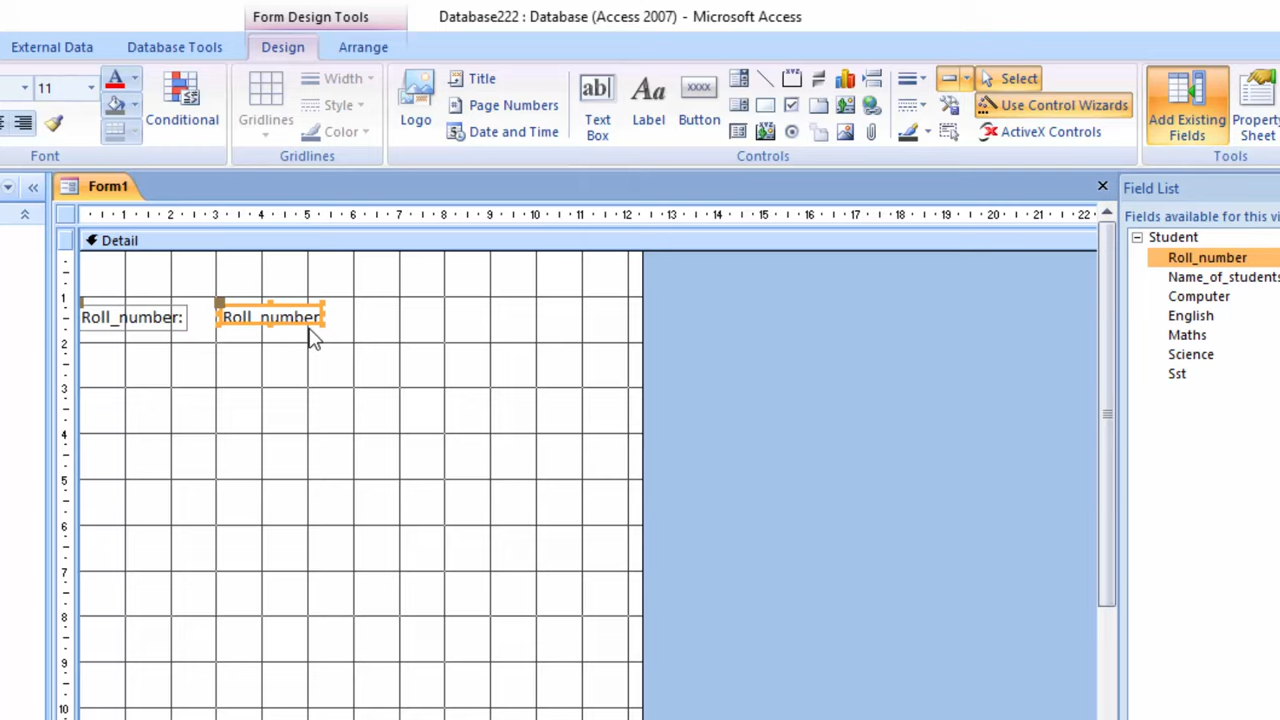 Form Design Tools
Database222 : Database (Access 2007) - Microsoft Access
External Data
Database Tools
Design
Arrange
11
Conditional
Gridlines
Width
Style
Color
Logo
Title
Page Numbers
Date and Time
ab|
Text
Box
Aa
Label
xxxx
Button
Select
Use Control Wizards
ActiveX Controls
Add Existing
Fields
Property
Sheet
Font
Gridlines
Controls
Tools
Form1
Field List
1 2 3 4 5 6 7 8 9 10 11 12 13 14 15 16 17 18 19 20 21 22
Fields available for this vi
Detail
Student
Roll_number
Name_of_students
Computer
English
Maths
Science
Sst
Roll_number:
Roll_number
1
2
3
4
5
6
7
8
9
10